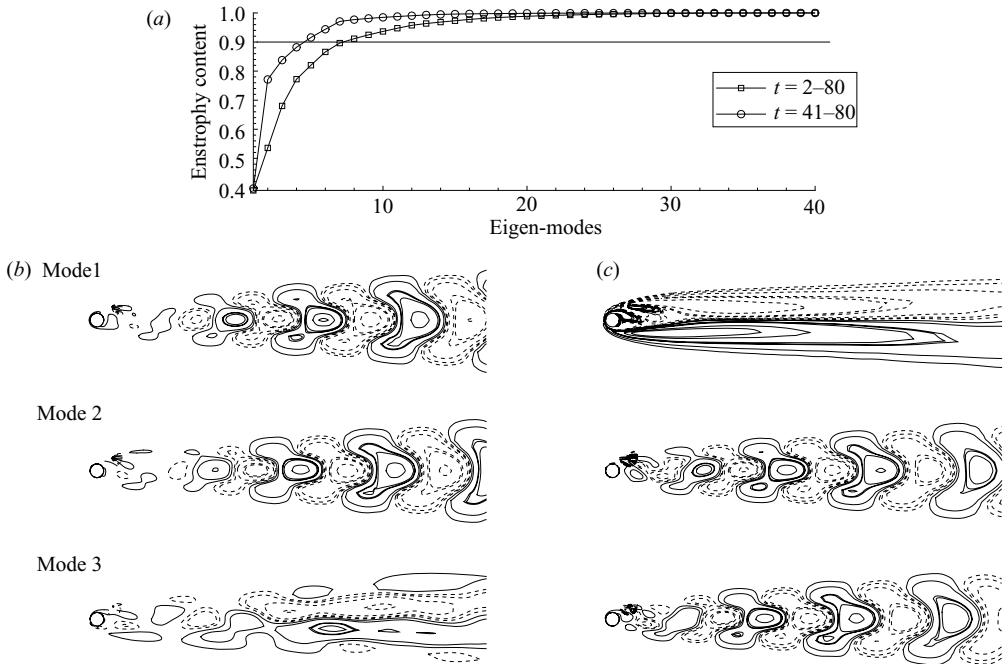 (a)
Enstrophy content
1.0
0.9
0.8
0.7
0.6
0.5
0.4
10
20
30
40
Eigen-modes
t = 2–80
t = 41–80
(b) Mode1
(c)
Mode 2
Mode 3